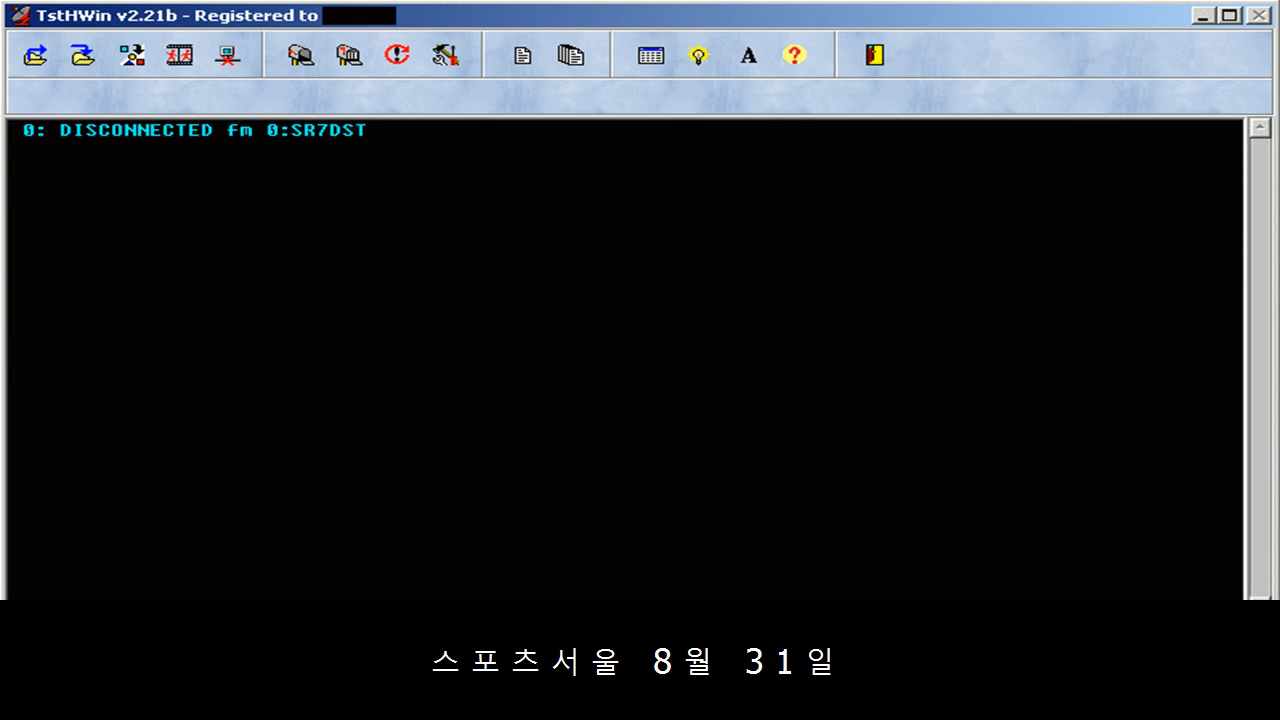 TstHWin v2.21b - Registered to
0: DISCONNECTED fm 0:SR7DST
스포츠서울 8월 31일